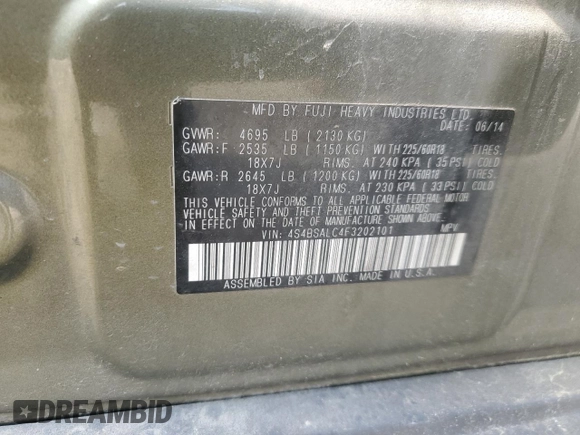 MFD BY FUJI HEAVY INDUSTRIES LTD.
DATE: 06/14
GVWR: 4695 LB (2130 KG)
GAWR:F 2535 LB (1150 KG) WITH 225/60R18 TIRES.
18X7J RIMS. AT 240 KPA (35 PSI) COLD
GAWR:R 2645 LB (1200 KG) WITH 225/60R18 TIRES.
18X7J RIMS. AT 230 KPA (33 PSI) COLD
THIS VEHICLE CONFORMS TO ALL APPLICABLE FEDERAL MOTOR
VEHICLE SAFETY AND THEFT PREVENTION STANDARDS
IN EFFECT ON THE DATE OF MANUFACTURE SHOWN ABOVE.
VIN: 4S4BSALC4F3202101 MPV
ASSEMBLED BY SIA INC. MADE IN U.S.A.
DREAMBID